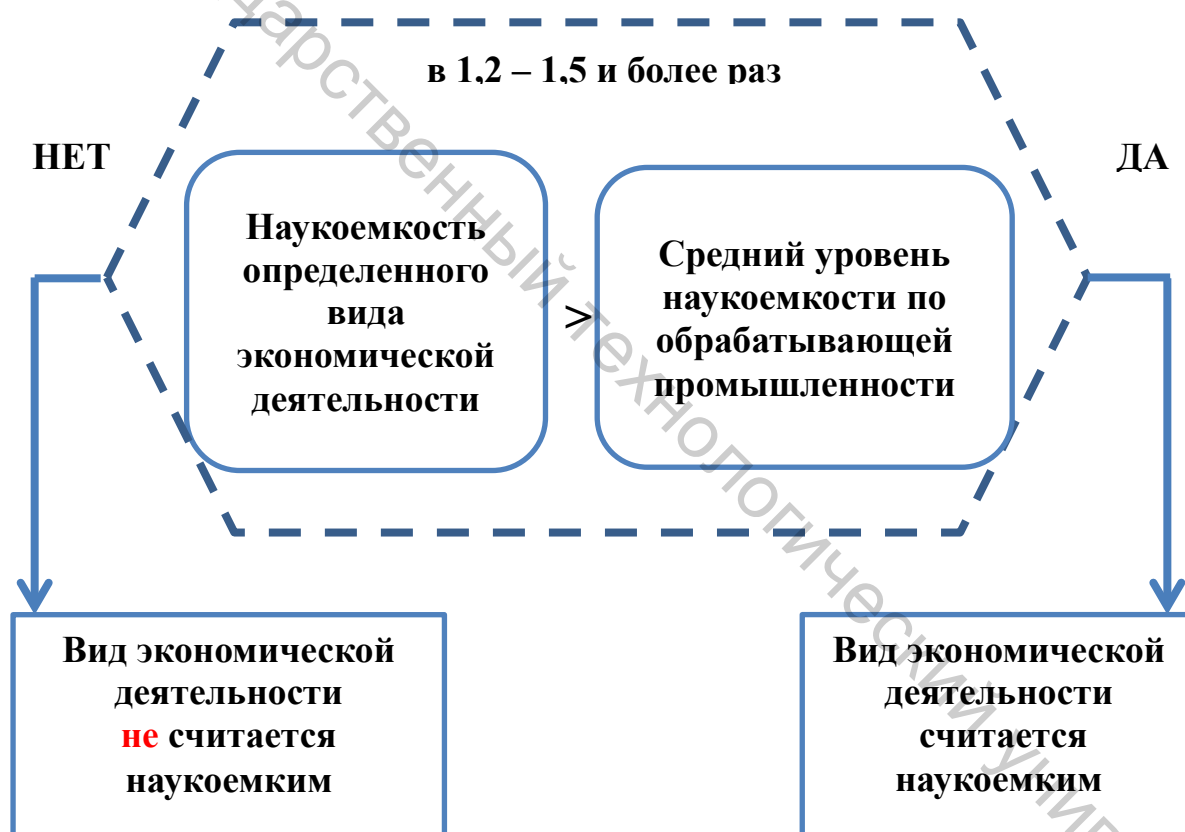 в 1,2 – 1,5 и более раз
НЕТ
ДА
Наукоемкость
определенного
вида
экономической
деятельности
>
Средний уровень
наукоемкости по
обрабатывающей
промышленности
Вид экономической
деятельности
не считается
наукоемким
Вид экономической
деятельности
считается
наукоемким
технологический